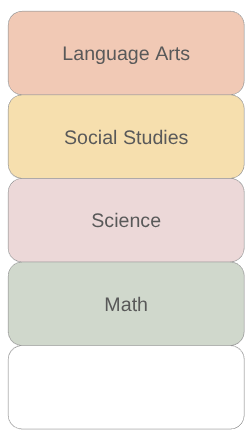 Language Arts
Social Studies
Science
Math